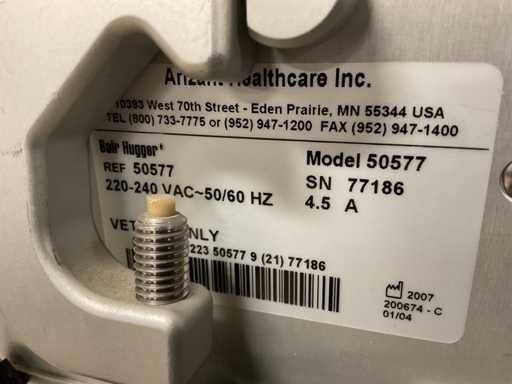 Arizant Healthcare Inc.
10393 West 70th Street - Eden Prairie, MN 55344 USA
TEL (800) 733-7775 or (952) 947-1200 FAX (952) 947-1400
Bair Hugger®
Model 50577
REF 50577
SN 77186
220-240 VAC~50/60 HZ
4.5 A
VET NLY
223 50577 9 (21) 77186
2007
200674 - C
01/04